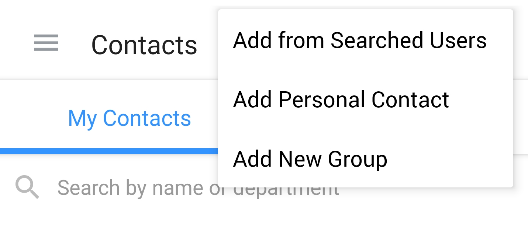 Contacts
Add from Searched Users
Add Personal Contact
Add New Group
My Contacts
Search by name or department